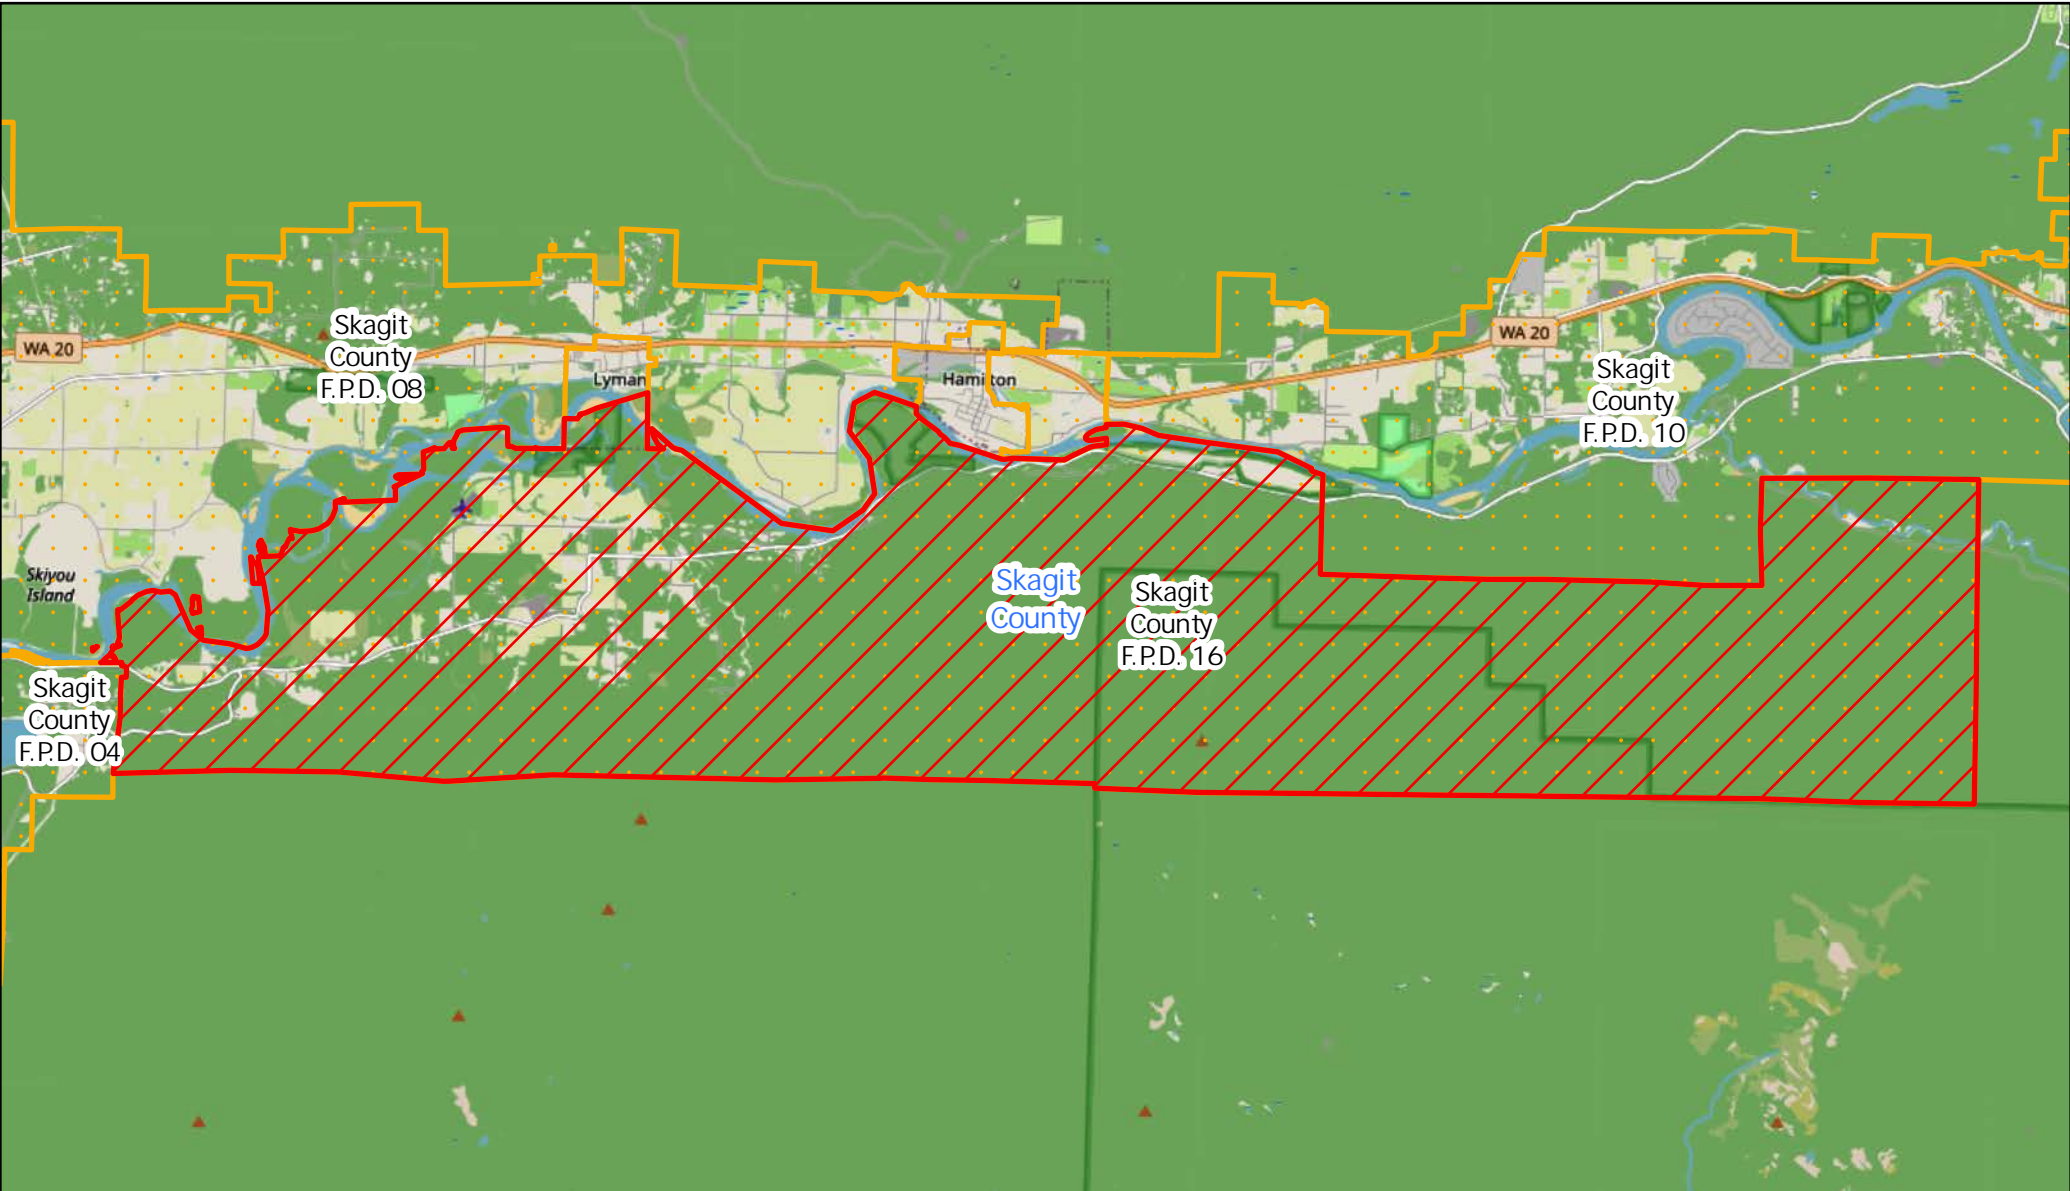 Skagit
County
F.P.D. 08
WA 20
WA 20
Lyman
Hamilton
Skagit
County
F.P.D. 10
Skiyou
Island
Skagit
County
Skagit
County
F.P.D. 16
Skagit
County
F.P.D. 04